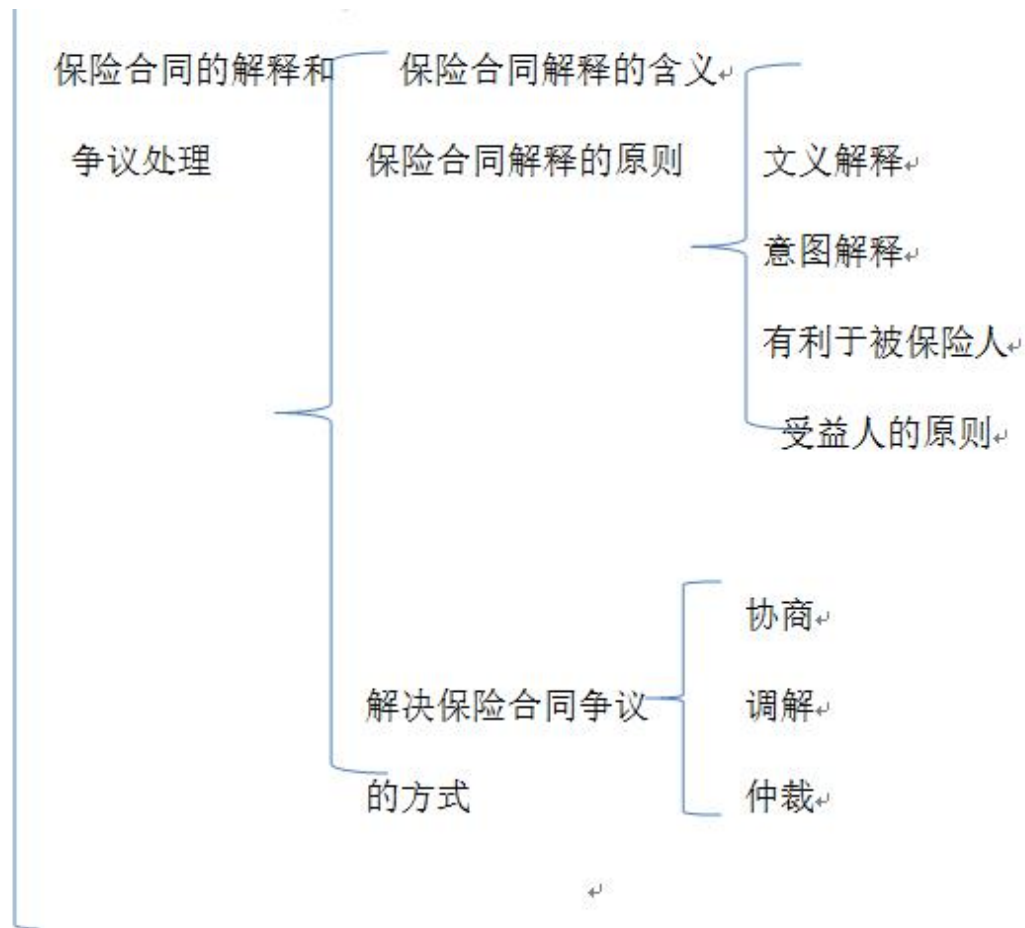 保险合同的解释和 保险合同解释的含义
争议处理 保险合同解释的原则 文义解释
意图解释
有利于被保险人
受益人的原则
协商
解决保险合同争议 调解
的方式 仲裁